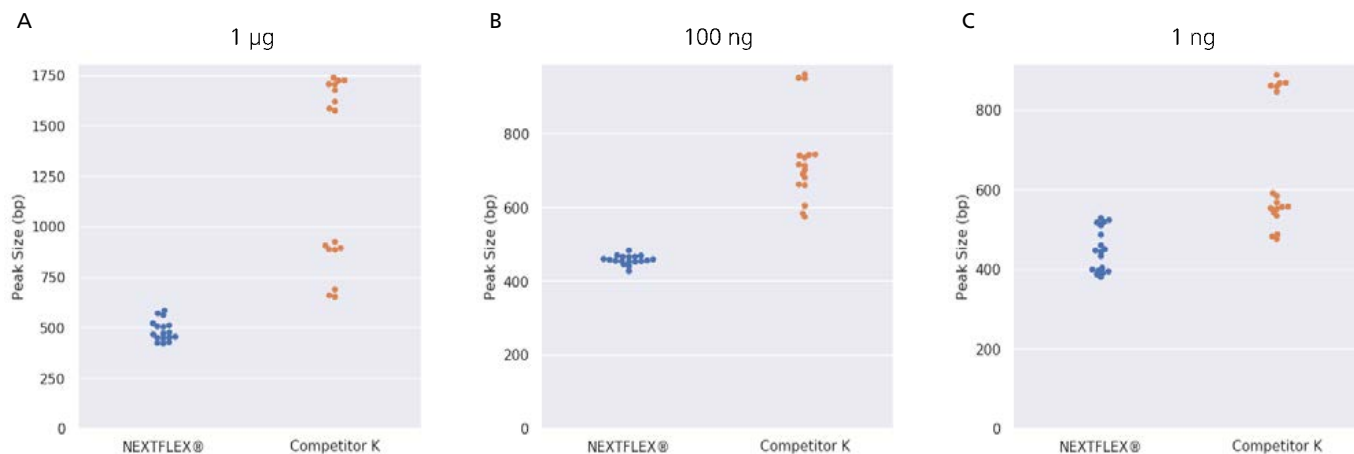 A
1 µg
Peak Size (bp)
1750
1500
1250
1000
750
500
250
0
NEXTFLEX®
Competitor K
B
100 ng
Peak Size (bp)
800
600
400
200
0
NEXTFLEX®
Competitor K
C
1 ng
Peak Size (bp)
800
600
400
200
0
NEXTFLEX®
Competitor K